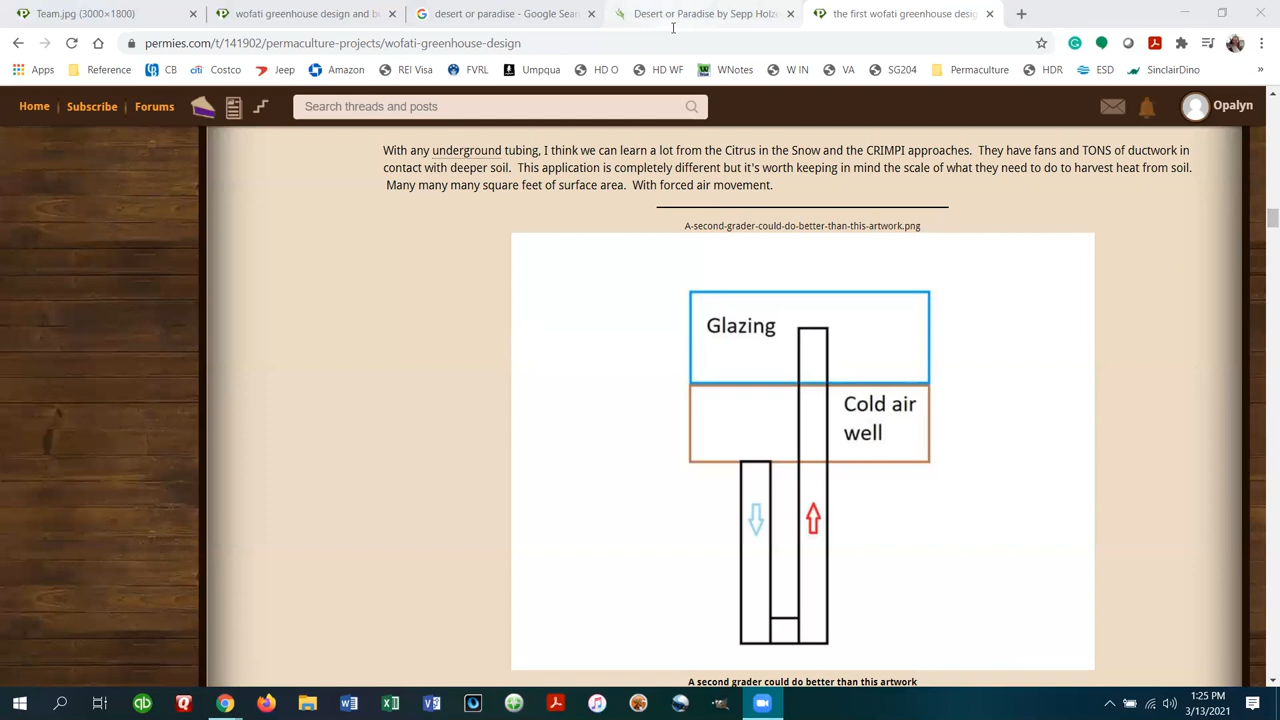 Team.jpg (3000×1800)
wofati greenhouse design and b
desert or paradise - Google Sear
Desert or Paradise by Sepp Holz
the first wofati greenhouse desig
permies.com/t/141902/permaculture-projects/wofati-greenhouse-design
Apps Reference CB Costco Jeep Amazon REI Visa FVRL Umpqua HD O HD WF WNotes W IN VA SG204 Permaculture HDR ESD SinclairDino »
Home | Subscribe | Forums Search threads and posts Opalyn
With any underground tubing, I think we can learn a lot from the Citrus in the Snow and the CRIMPI approaches. They have fans and TONS of ductwork in
contact with deeper soil. This application is completely different but it's worth keeping in mind the scale of what they need to do to harvest heat from soil.
Many many many square feet of surface area. With forced air movement.
A-second-grader-could-do-better-than-this-artwork.png
Glazing
Cold air
well
A second grader could do better than this artwork
1:25 PM
3/13/2021